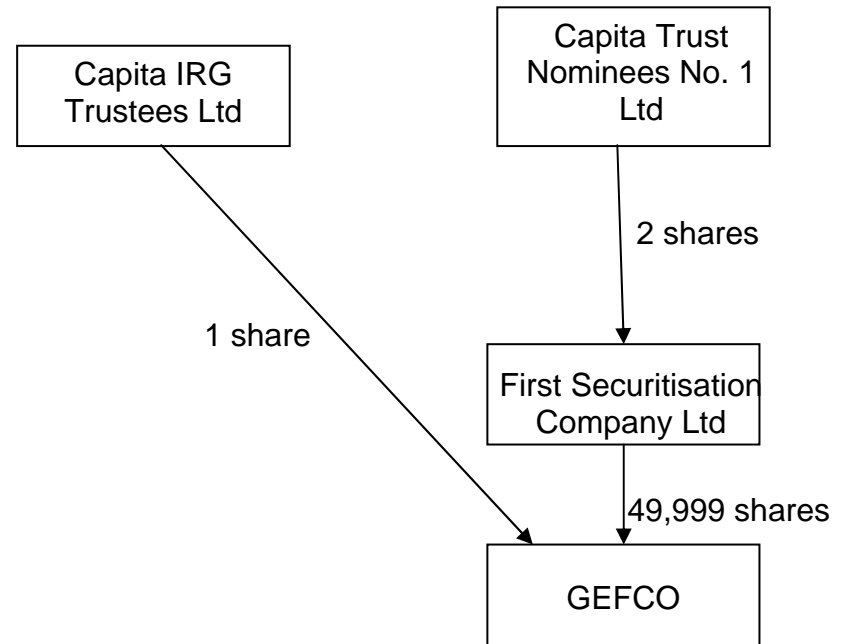 Capita IRG
Trustees Ltd
Capita Trust
Nominees No. 1
Ltd
2 shares
1 share
First Securitisation
Company Ltd
49,999 shares
GEFCO